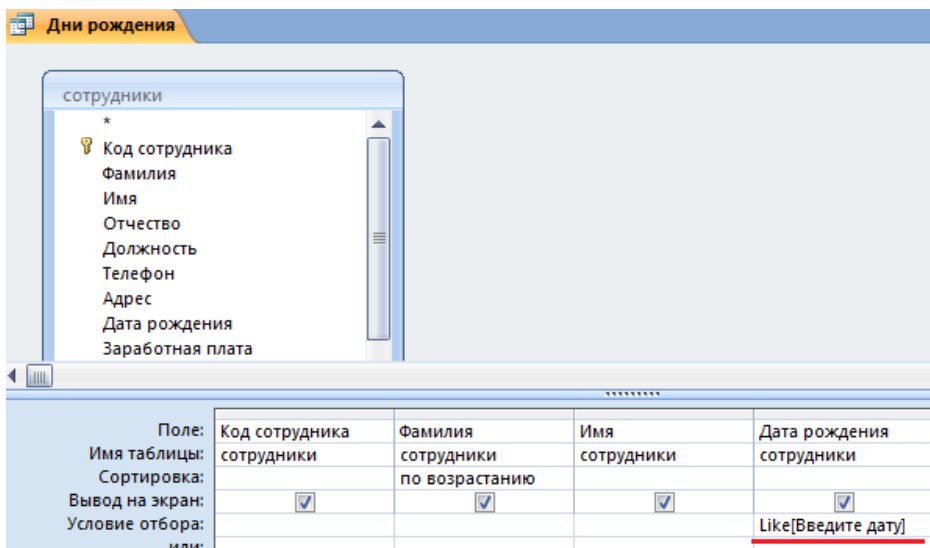 Дни рождения
сотрудники
*
Код сотрудника
Фамилия
Имя
Отчество
Должность
Телефон
Адрес
Дата рождения
Заработная плата
Поле: Код сотрудника Фамилия Имя Дата рождения
Имя таблицы: сотрудники сотрудники сотрудники сотрудники
Сортировка: по возрастанию
Вывод на экран:
Условие отбора: Like[Введите дату]
или: